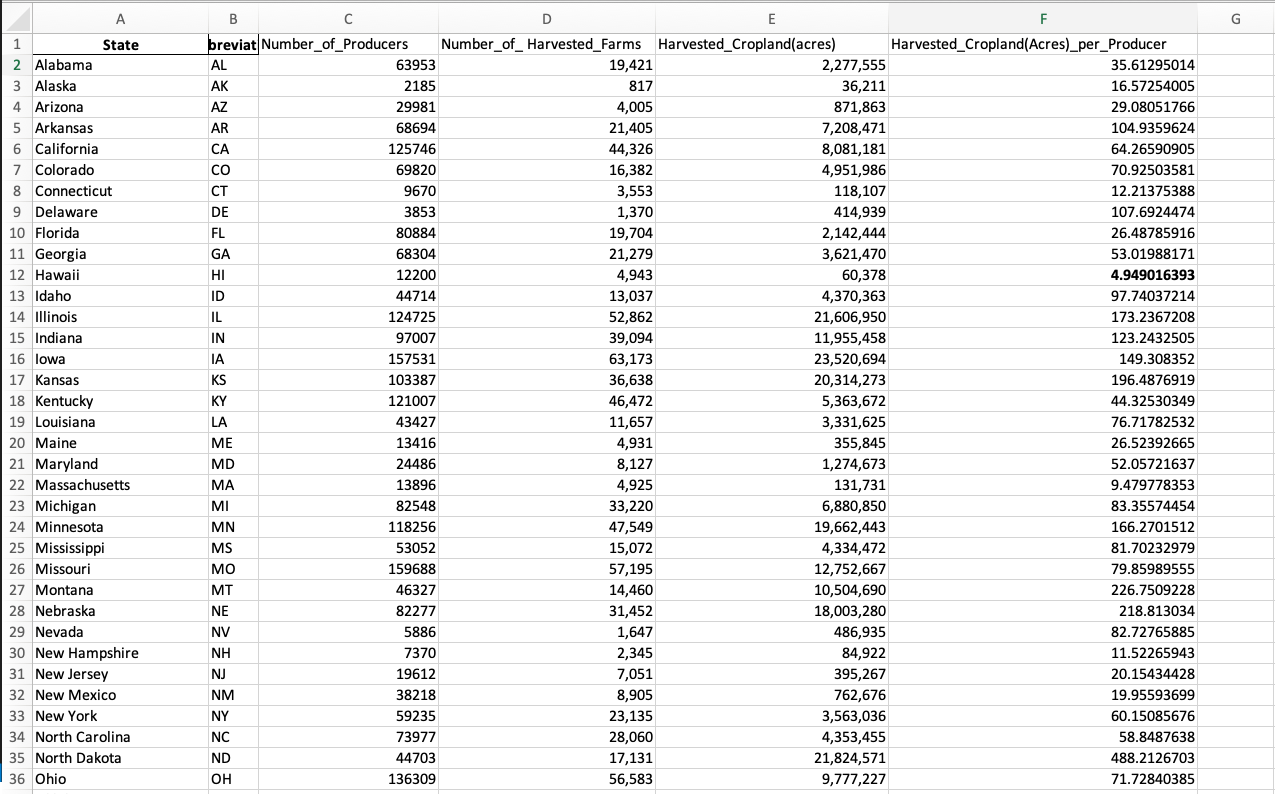 A B C D E F G
1 State breviat Number_of_Producers Number_of_ Harvested_Farms Harvested_Cropland(acres) Harvested_Cropland(Acres)_per_Producer
2 Alabama AL 63953 19,421 2,277,555 35.61295014
3 Alaska AK 2185 817 36,211 16.57254005
4 Arizona AZ 29981 4,005 871,863 29.08051766
5 Arkansas AR 68694 21,405 7,208,471 104.9359624
6 California CA 125746 44,326 8,081,181 64.26590905
7 Colorado CO 69820 16,382 4,951,986 70.92503581
8 Connecticut CT 9670 3,553 118,107 12.21375388
9 Delaware DE 3853 1,370 414,939 107.6924474
10 Florida FL 80884 19,704 2,142,444 26.48785916
11 Georgia GA 68304 21,279 3,621,470 53.01988171
12 Hawaii HI 12200 4,943 60,378 4.949016393
13 Idaho ID 44714 13,037 4,370,363 97.74037214
14 Illinois IL 124725 52,862 21,606,950 173.2367208
15 Indiana IN 97007 39,094 11,955,458 123.2432505
16 Iowa IA 157531 63,173 23,520,694 149.308352
17 Kansas KS 103387 36,638 20,314,273 196.4876919
18 Kentucky KY 121007 46,472 5,363,672 44.32530349
19 Louisiana LA 43427 11,657 3,331,625 76.71782532
20 Maine ME 13416 4,931 355,845 26.52392665
21 Maryland MD 24486 8,127 1,274,673 52.05721637
22 Massachusetts MA 13896 4,925 131,731 9.479778353
23 Michigan MI 82548 33,220 6,880,850 83.35574454
24 Minnesota MN 118256 47,549 19,662,443 166.2701512
25 Mississippi MS 53052 15,072 4,334,472 81.70232979
26 Missouri MO 159688 57,195 12,752,667 79.85989555
27 Montana MT 46327 14,460 10,504,690 226.7509228
28 Nebraska NE 82277 31,452 18,003,280 218.813034
29 Nevada NV 5886 1,647 486,935 82.72765885
30 New Hampshire NH 7370 2,345 84,922 11.52265943
31 New Jersey NJ 19612 7,051 395,267 20.15434428
32 New Mexico NM 38218 8,905 762,676 19.95593699
33 New York NY 59235 23,135 3,563,036 60.15085676
34 North Carolina NC 73977 28,060 4,353,455 58.8487638
35 North Dakota ND 44703 17,131 21,824,571 488.2126703
36 Ohio OH 136309 56,583 9,777,227 71.72840385